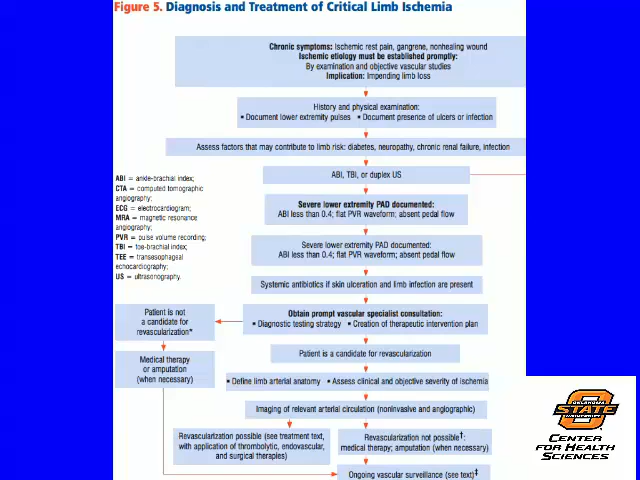 Figure 5. Diagnosis and Treatment of Critical Limb Ischemia
Chronic symptoms: Ischemic rest pain, gangrene, nonhealing wound
Ischemic etiology must be established promptly:
By examination and objective vascular studies
Implication: Impending limb loss
History and physical examination:
▪ Document lower extremity pulses ▪ Document presence of ulcers or infection
Assess factors that may contribute to limb risk: diabetes, neuropathy, chronic renal failure, infection
ABI, TBI, or duplex US
ABI = ankle-brachial index;
CTA = computed tomographic
angiography;
ECG = electrocardiogram;
MRA = magnetic resonance
angiography;
PVR = pulse volume recording;
TBI = toe-brachial index;
TEE = transesophageal
echocardiography;
US = ultrasonography.
Severe lower extremity PAD documented:
ABI less than 0.4; flat PVR waveform; absent pedal flow
Severe lower extremity PAD documented:
ABI less than 0.4; flat PVR waveform; absent pedal flow
Systemic antibiotics if skin ulceration and limb infection are present
Patient is not
a candidate for
revascularization*
Obtain prompt vascular specialist consultation:
▪ Diagnostic testing strategy ▪ Creation of therapeutic intervention plan
Patient is a candidate for revascularization
Medical therapy
or amputation
(when necessary)
▪ Define limb arterial anatomy ▪ Assess clinical and objective severity of ischemia
Imaging of relevant arterial circulation (noninvasive and angiographic)
Revascularization possible (see treatment text,
with application of thrombolytic, endovascular,
and surgical therapies)
Revascularization not possible†:
medical therapy; amputation (when necessary)
Ongoing vascular surveillance (see text)‡
OKLAHOMA
STATE
UNIVERSITY
CENTER
FOR HEALTH
SCIENCES